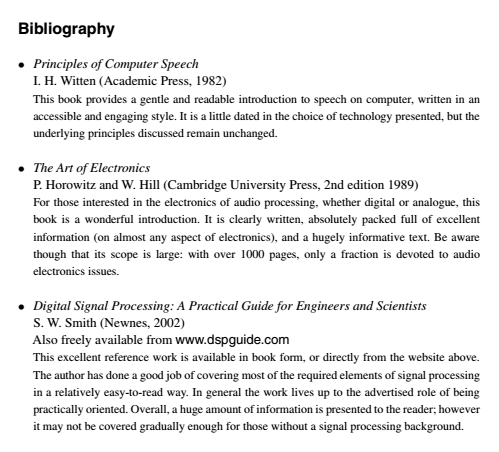 Bibliography
• Principles of Computer Speech
I. H. Witten (Academic Press, 1982)
This book provides a gentle and readable introduction to speech on computer, written in an
accessible and engaging style. It is a little dated in the choice of technology presented, but the
underlying principles discussed remain unchanged.
• The Art of Electronics
P. Horowitz and W. Hill (Cambridge University Press, 2nd edition 1989)
For those interested in the electronics of audio processing, whether digital or analogue, this
book is a wonderful introduction. It is clearly written, absolutely packed full of excellent
information (on almost any aspect of electronics), and a hugely informative text. Be aware
though that its scope is large: with over 1000 pages, only a fraction is devoted to audio
electronics issues.
• Digital Signal Processing: A Practical Guide for Engineers and Scientists
S. W. Smith (Newnes, 2002)
Also freely available from www.dspguide.com
This excellent reference work is available in book form, or directly from the website above.
The author has done a good job of covering most of the required elements of signal processing
in a relatively easy-to-read way. In general the work lives up to the advertised role of being
practically oriented. Overall, a huge amount of information is presented to the reader; however
it may not be covered gradually enough for those without a signal processing background.